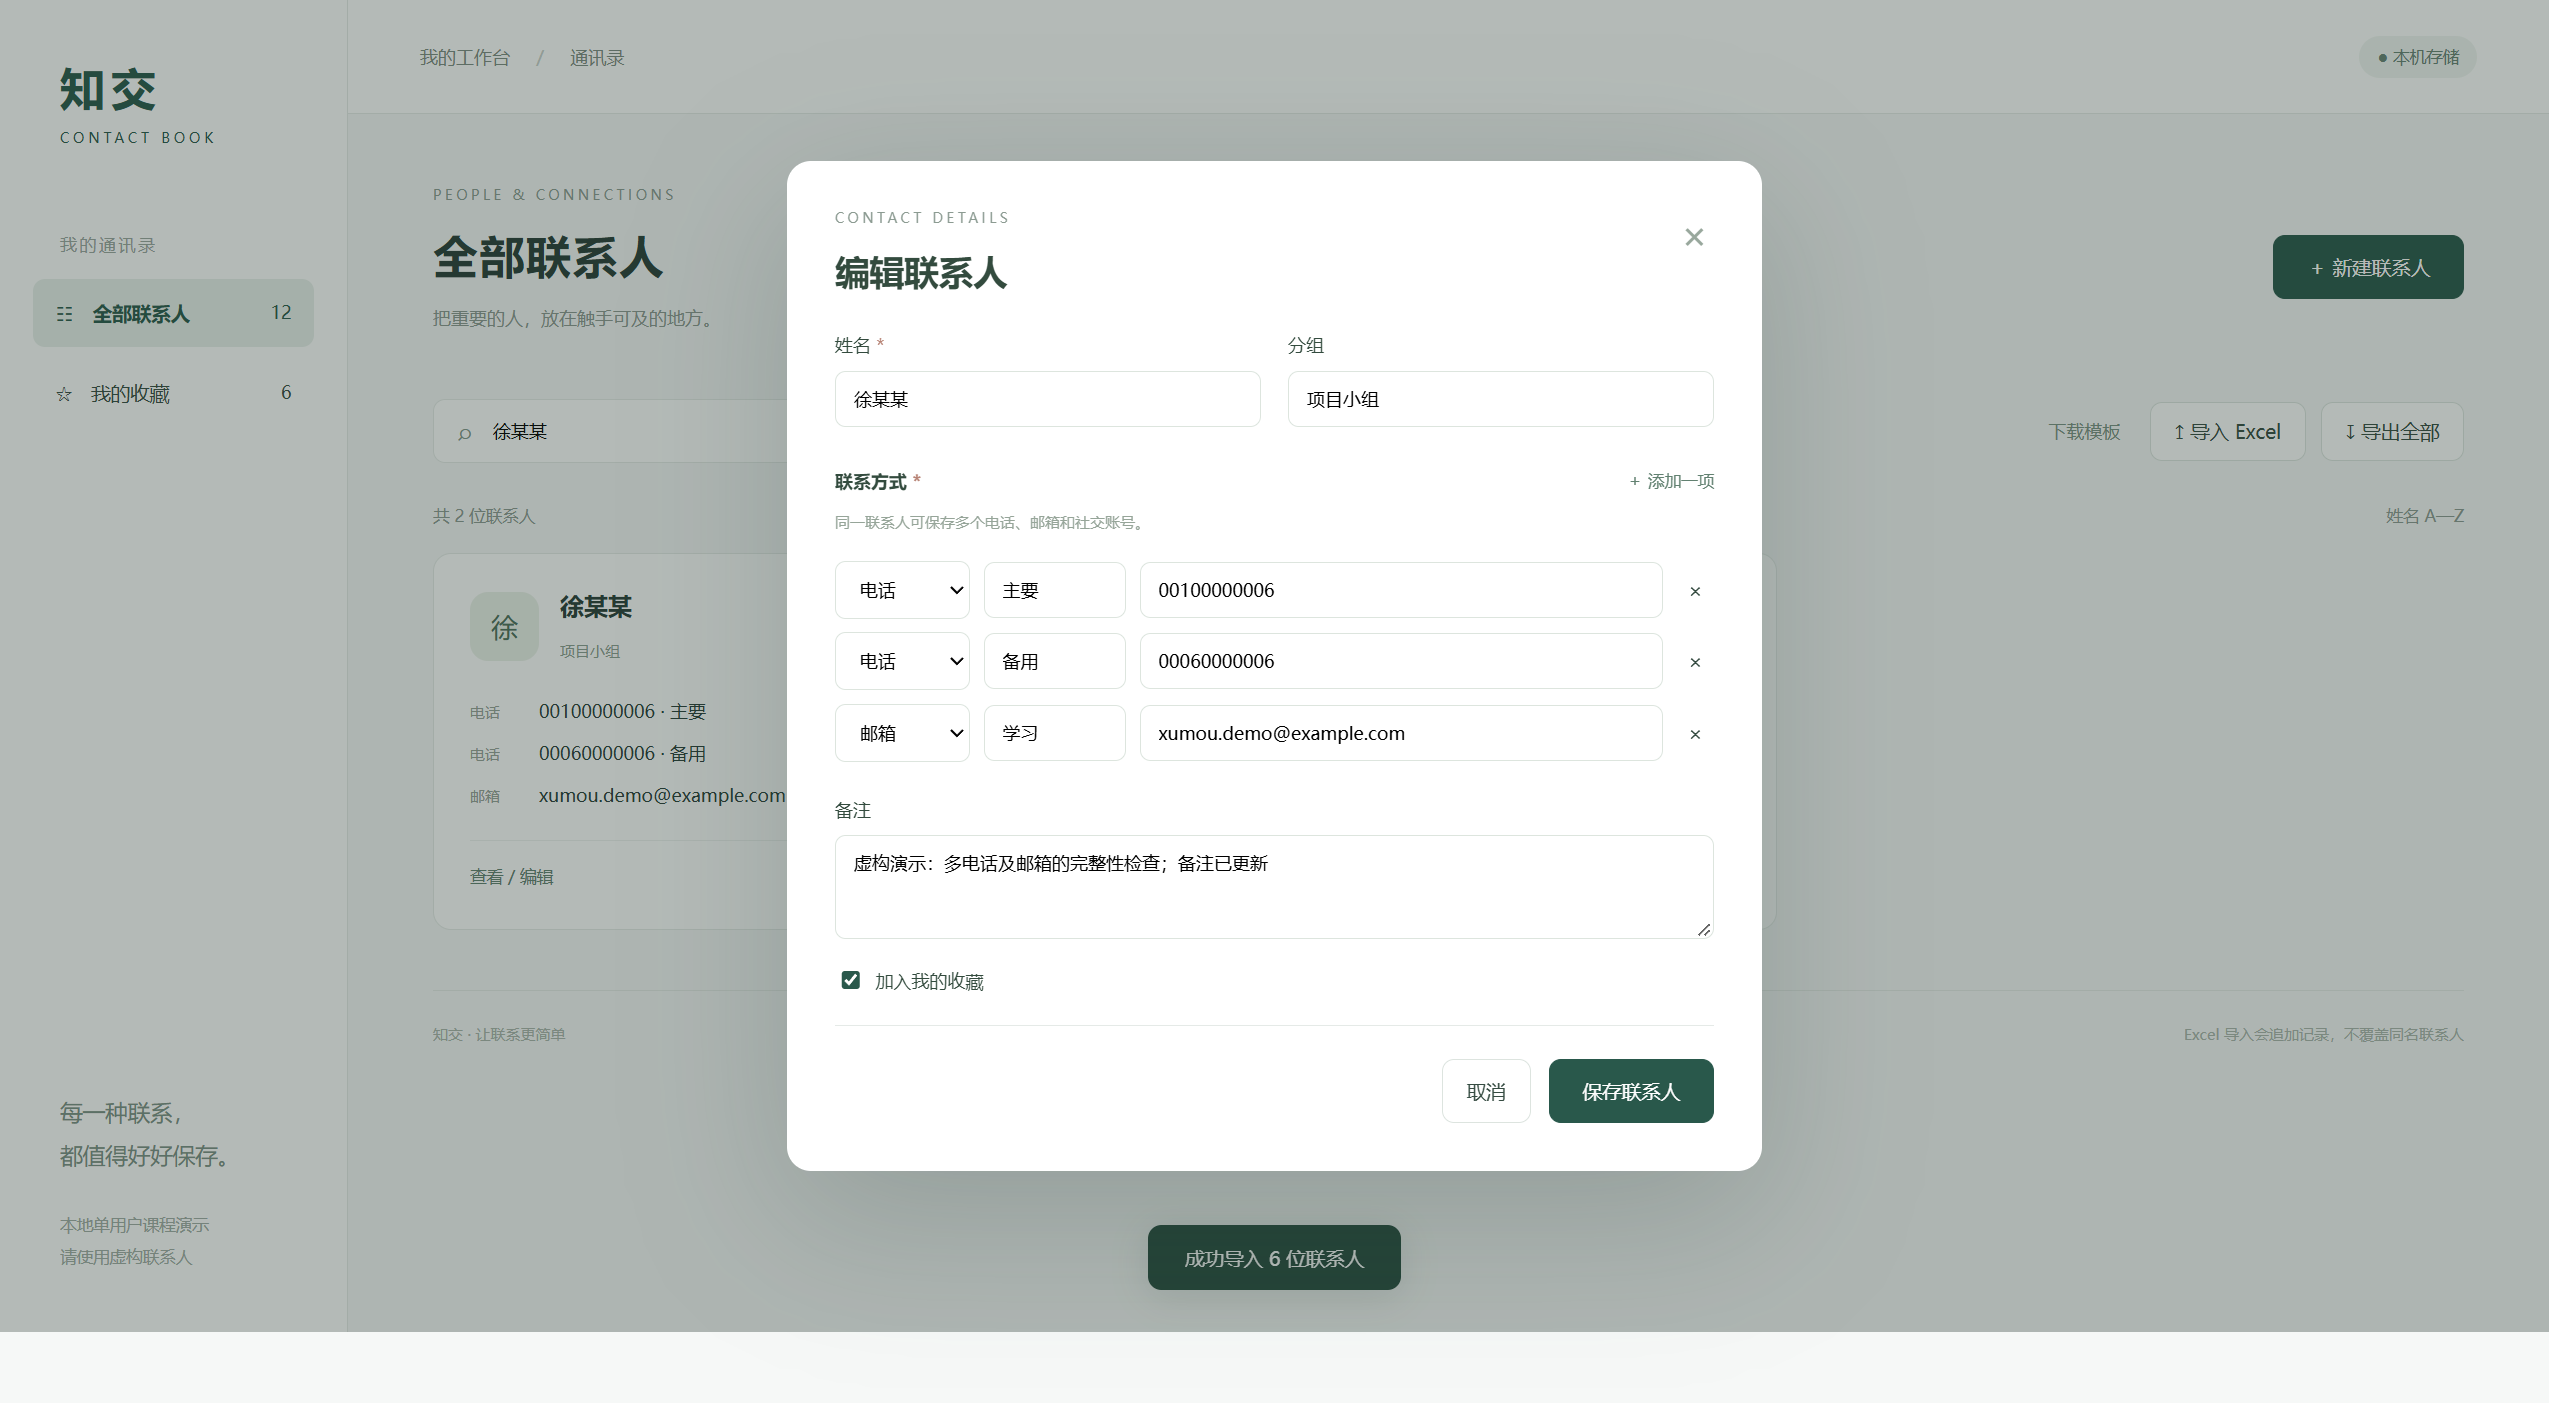 知交
CONTACT BOOK
我的通讯录
全部联系人 12
☆ 我的收藏 6
每一种联系，
都值得好好保存。
本地单用户课程演示
请使用虚构联系人
我的工作台 / 通讯录
● 本机存储
PEOPLE & CONNECTIONS
全部联系人
把重要的人，放在触手可及的地方。
+ 新建联系人
徐某某
下载模板
↥ 导入 Excel
↧ 导出全部
共 2 位联系人
姓名 A—Z
徐
徐某某
项目小组
电话 00100000006 · 主要
电话 00060000006 · 备用
邮箱 xumou.demo@example.com
查看 / 编辑
知交 · 让联系更简单
Excel 导入会追加记录，不覆盖同名联系人
CONTACT DETAILS
×
编辑联系人
姓名 *
分组
徐某某
项目小组
联系方式 *
+ 添加一项
同一联系人可保存多个电话、邮箱和社交账号。
电话 主要 00100000006 ×
电话 备用 00060000006 ×
邮箱 学习 xumou.demo@example.com ×
备注
虚构演示：多电话及邮箱的完整性检查；备注已更新
加入我的收藏
取消
保存联系人
成功导入 6 位联系人